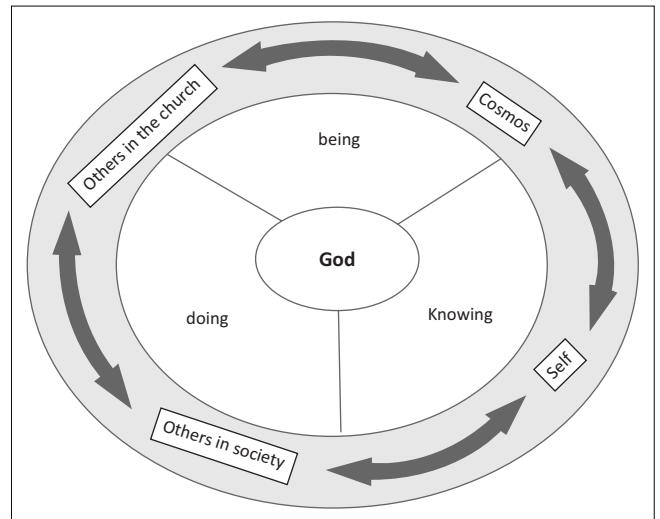 Others in the church
Cosmos
being
God
doing
Knowing
Self
Others in society